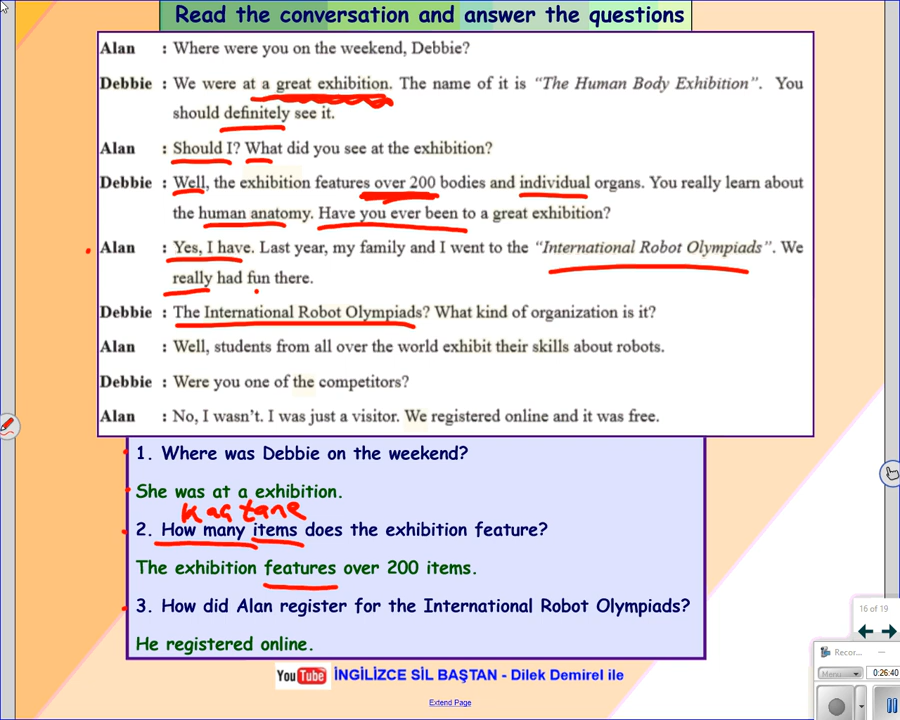 Read the conversation and answer the questions
Alan : Where were you on the weekend, Debbie?
Debbie : We were at a great exhibition. The name of it is “The Human Body Exhibition”. You
should definitely see it.
Alan : Should I? What did you see at the exhibition?
Debbie : Well, the exhibition features over 200 bodies and individual organs. You really learn about
the human anatomy. Have you ever been to a great exhibition?
Alan : Yes, I have. Last year, my family and I went to the “International Robot Olympiads”. We
really had fun there.
Debbie : The International Robot Olympiads? What kind of organization is it?
Alan : Well, students from all over the world exhibit their skills about robots.
Debbie : Were you one of the competitors?
Alan : No, I wasn’t. I was just a visitor. We registered online and it was free.
1. Where was Debbie on the weekend?
She was at a exhibition.
kaç tane
2. How many items does the exhibition feature?
The exhibition features over 200 items.
3. How did Alan register for the International Robot Olympiads?
He registered online.
16 of 19
Recor...
Menu
0:26:40
YouTube İNGİLİZCE SİL BAŞTAN - Dilek Demirel ile
Extend Page